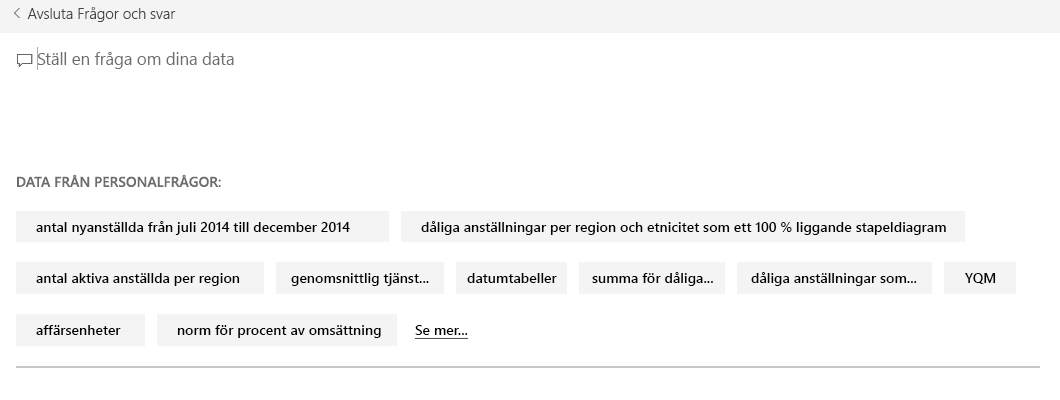 Avsluta Frågor och svar
Ställ en fråga om dina data
DATA FRÅN PERSONALFRÅGOR:
antal nyanställda från juli 2014 till december 2014 dåliga anställningar per region och etnicitet som ett 100 % liggande stapeldiagram
antal aktiva anställda per region genomsnittlig tjänst... datumtabeller summa för dåliga... dåliga anställningar som... YQM
affärsenheter norm för procent av omsättning Se mer...